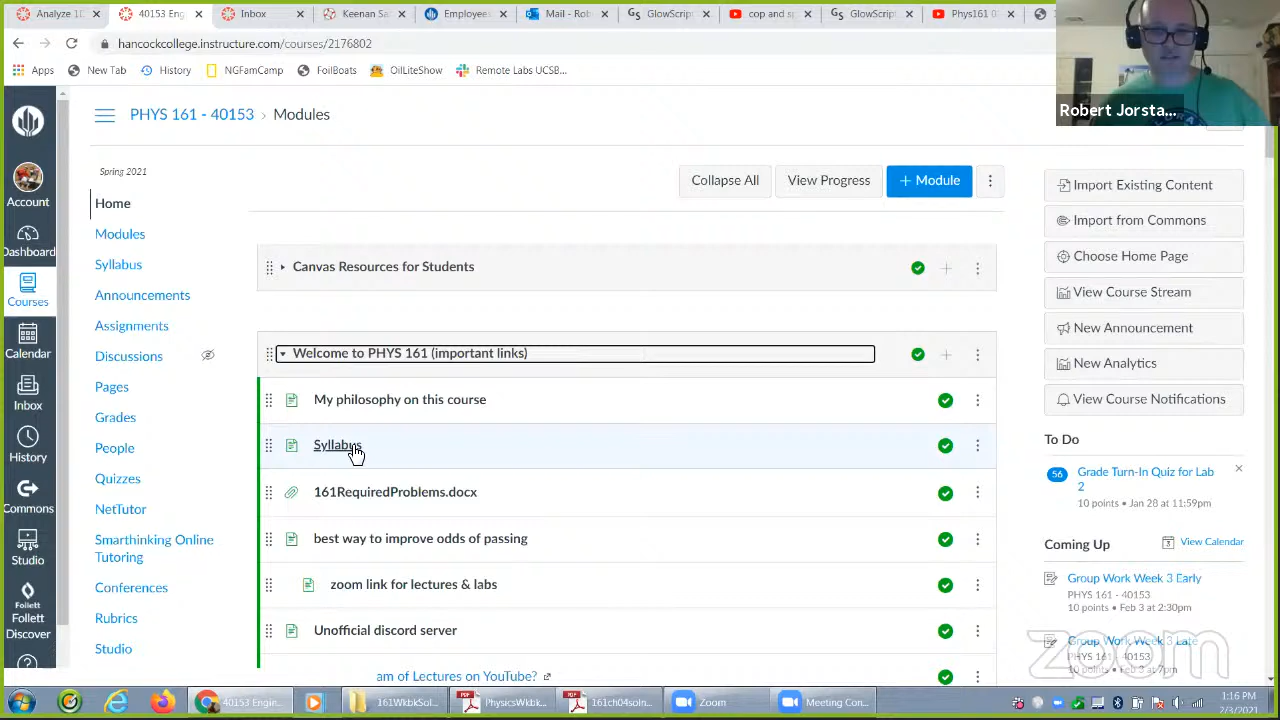 Analyze 1D
40153 Eng
Inbox
Keenan Sa
Employees
Mail - Rob
GlowScript
cop and sp
GlowScript
Phys161 0
hancockcollege.instructure.com/courses/2176802
Apps
New Tab
History
NGFamCamp
FoilBoats
OilLiteShow
Remote Labs UCSB...
Robert Jorsta...
PHYS 161 - 40153 › Modules
Spring 2021
Account
Dashboard
Courses
Calendar
Inbox
History
Commons
Studio
Follett
Discover
Home
Modules
Syllabus
Announcements
Assignments
Discussions
Pages
Grades
People
Quizzes
NetTutor
Smarthinking Online
Tutoring
Conferences
Rubrics
Studio
Collapse All
View Progress
+ Module
Canvas Resources for Students
Welcome to PHYS 161 (important links)
My philosophy on this course
Syllabus
161RequiredProblems.docx
best way to improve odds of passing
zoom link for lectures & labs
Unofficial discord server
am of Lectures on YouTube?
Import Existing Content
Import from Commons
Choose Home Page
View Course Stream
New Announcement
New Analytics
View Course Notifications
To Do
56
Grade Turn-In Quiz for Lab
2
10 points • Jan 28 at 11:59pm
Coming Up
View Calendar
Group Work Week 3 Early
PHYS 161 - 40153
10 points • Feb 3 at 2:30pm
Group Work Week 3 Late
PHYS 161 - 40153
10 points • Feb 3 at 7pm
zoom
40153 Engin...
161WkbkSol...
PhysicsWkbk...
161ch04soln...
Zoom
Meeting Con...
1:16 PM
2/3/2021